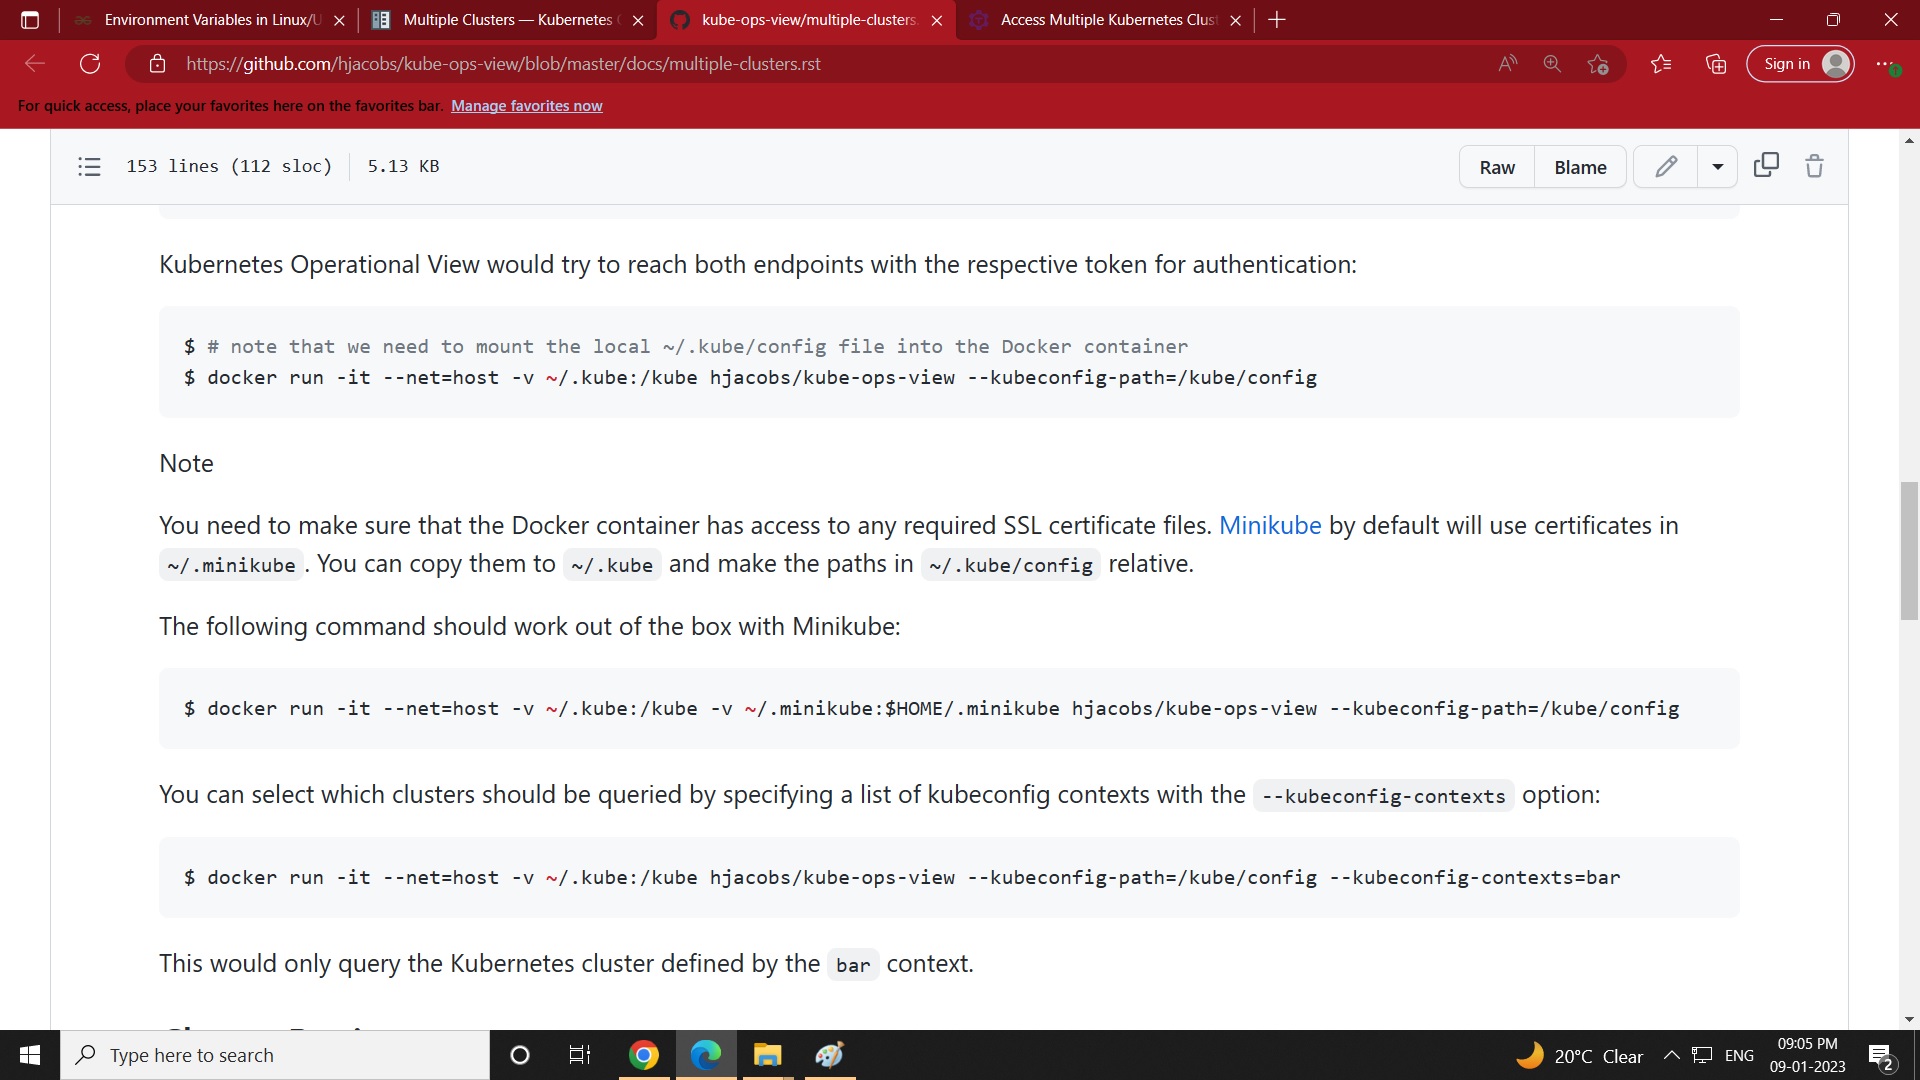 Environment Variables in Linux/U
Multiple Clusters — Kubernetes
kube-ops-view/multiple-clusters.
Access Multiple Kubernetes Clust
https://github.com/hjacobs/kube-ops-view/blob/master/docs/multiple-clusters.rst
Sign in
For quick access, place your favorites here on the favorites bar. Manage favorites now
153 lines (112 sloc) 5.13 KB
Raw Blame
Kubernetes Operational View would try to reach both endpoints with the respective token for authentication:
$ # note that we need to mount the local ~/.kube/config file into the Docker container
$ docker run -it --net=host -v ~/.kube:/kube hjacobs/kube-ops-view --kubeconfig-path=/kube/config
Note
You need to make sure that the Docker container has access to any required SSL certificate files. Minikube by default will use certificates in
~/.minikube . You can copy them to ~/.kube and make the paths in ~/.kube/config relative.
The following command should work out of the box with Minikube:
$ docker run -it --net=host -v ~/.kube:/kube -v ~/.minikube:$HOME/.minikube hjacobs/kube-ops-view --kubeconfig-path=/kube/config
You can select which clusters should be queried by specifying a list of kubeconfig contexts with the --kubeconfig-contexts option:
$ docker run -it --net=host -v ~/.kube:/kube hjacobs/kube-ops-view --kubeconfig-path=/kube/config --kubeconfig-contexts=bar
This would only query the Kubernetes cluster defined by the bar context.
Type here to search
20°C Clear
ENG
09:05 PM
09-01-2023
2